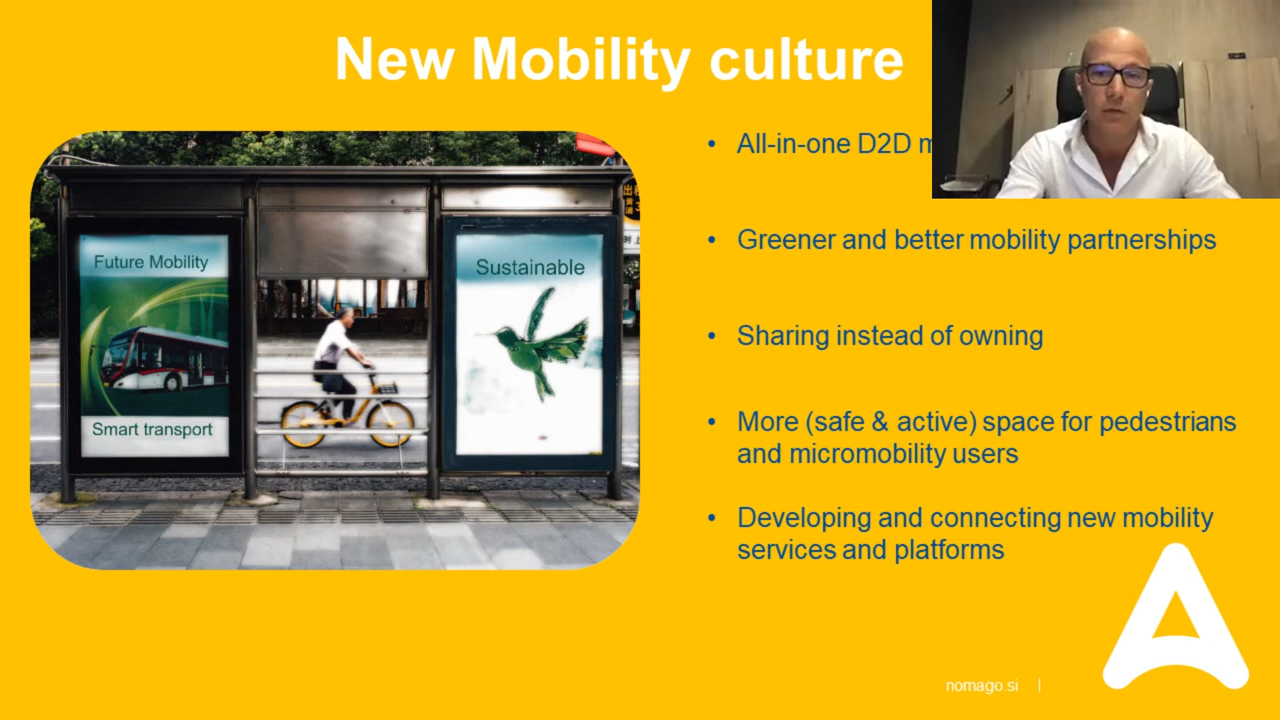 New Mobility culture
• All-in-one D2D
• Greener and better mobility partnerships
• Sharing instead of owning
• More (safe & active) space for pedestrians
and micromobility users
• Developing and connecting new mobility
services and platforms
Future Mobility
Smart transport
Sustainable
nomago.si |